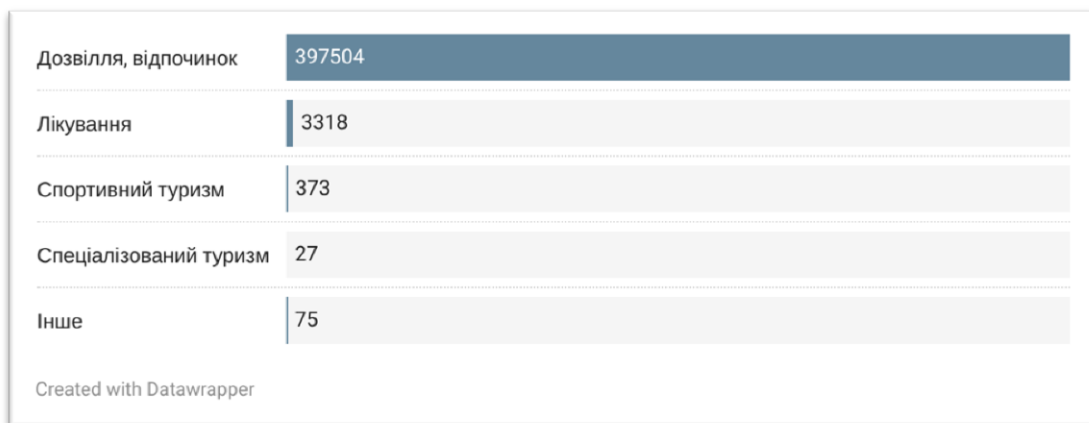 Дозвілля, відпочинок 397504
Лікування 3318
Спортивний туризм 373
Спеціалізований туризм 27
Інше 75
Created with Datawrapper